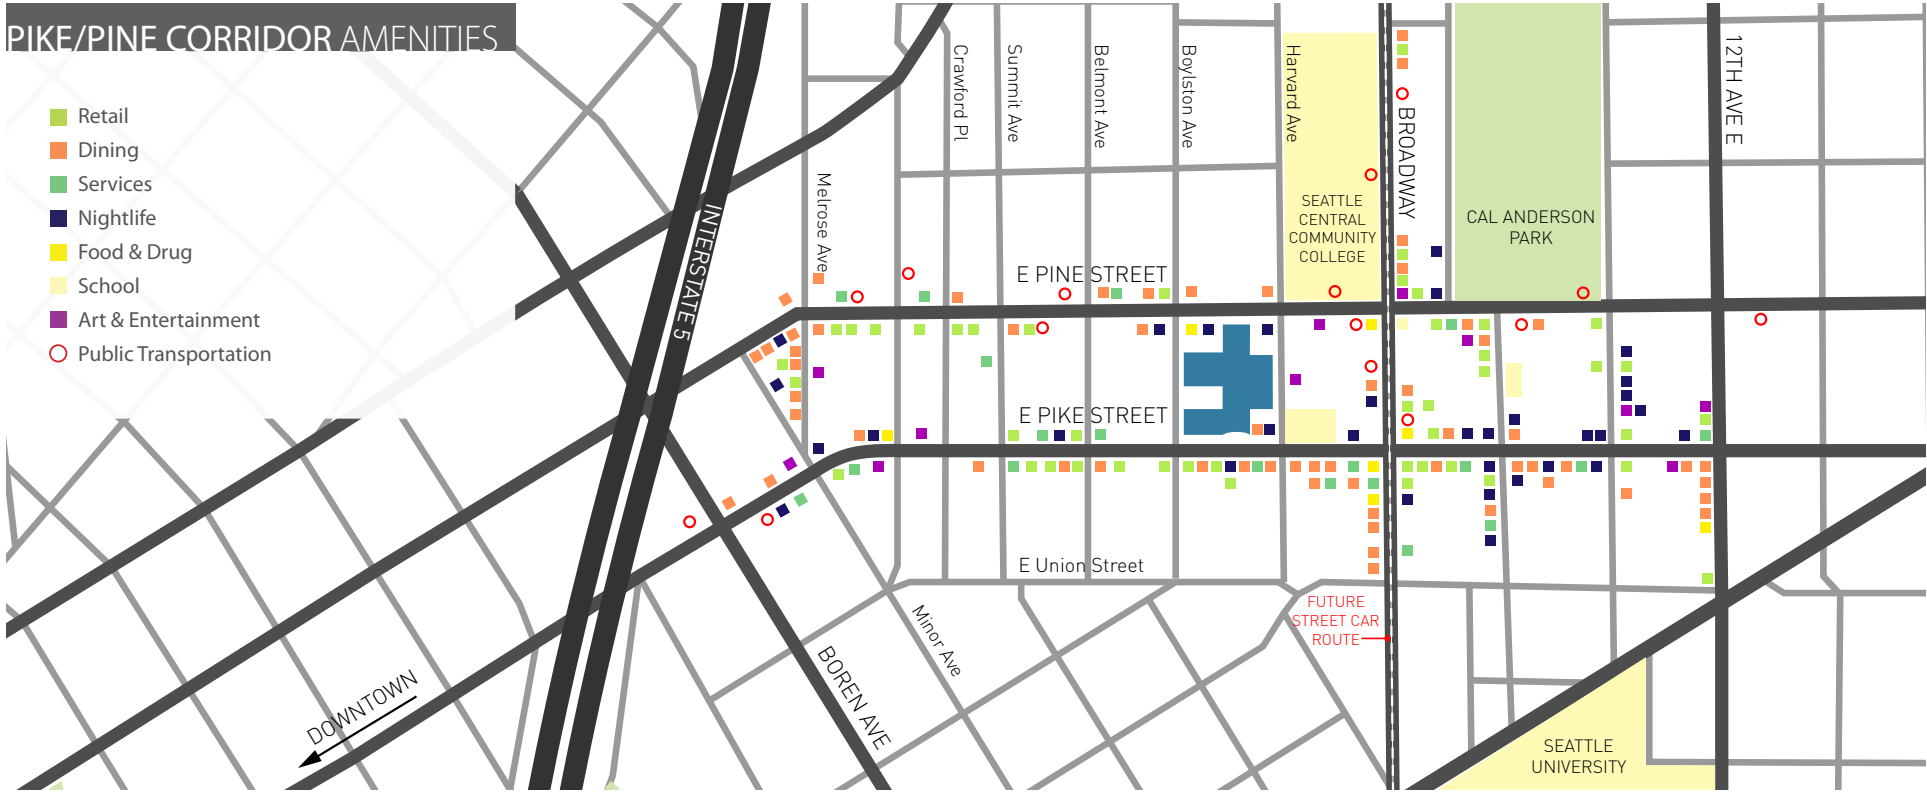 PIKE/PINE CORRIDOR AMENITIES
Retail
Dining
Services
Nightlife
Food & Drug
School
Art & Entertainment
Public Transportation
INTERSTATE 5
Melrose Ave
Crawford Pl
Summit Ave
Belmont Ave
Boylston Ave
Harvard Ave
BROADWAY
12TH AVE E
SEATTLE
CENTRAL
COMMUNITY
COLLEGE
CAL ANDERSON
PARK
E PINE STREET
E PIKE STREET
E Union Street
FUTURE
STREET CAR
ROUTE
Minor Ave
BOREN AVE
DOWNTOWN
SEATTLE
UNIVERSITY